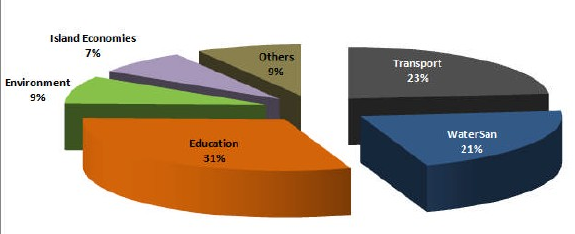 Island Economies
7%
Others
9%
Transport
23%
Environment
9%
WaterSan
21%
Education
31%